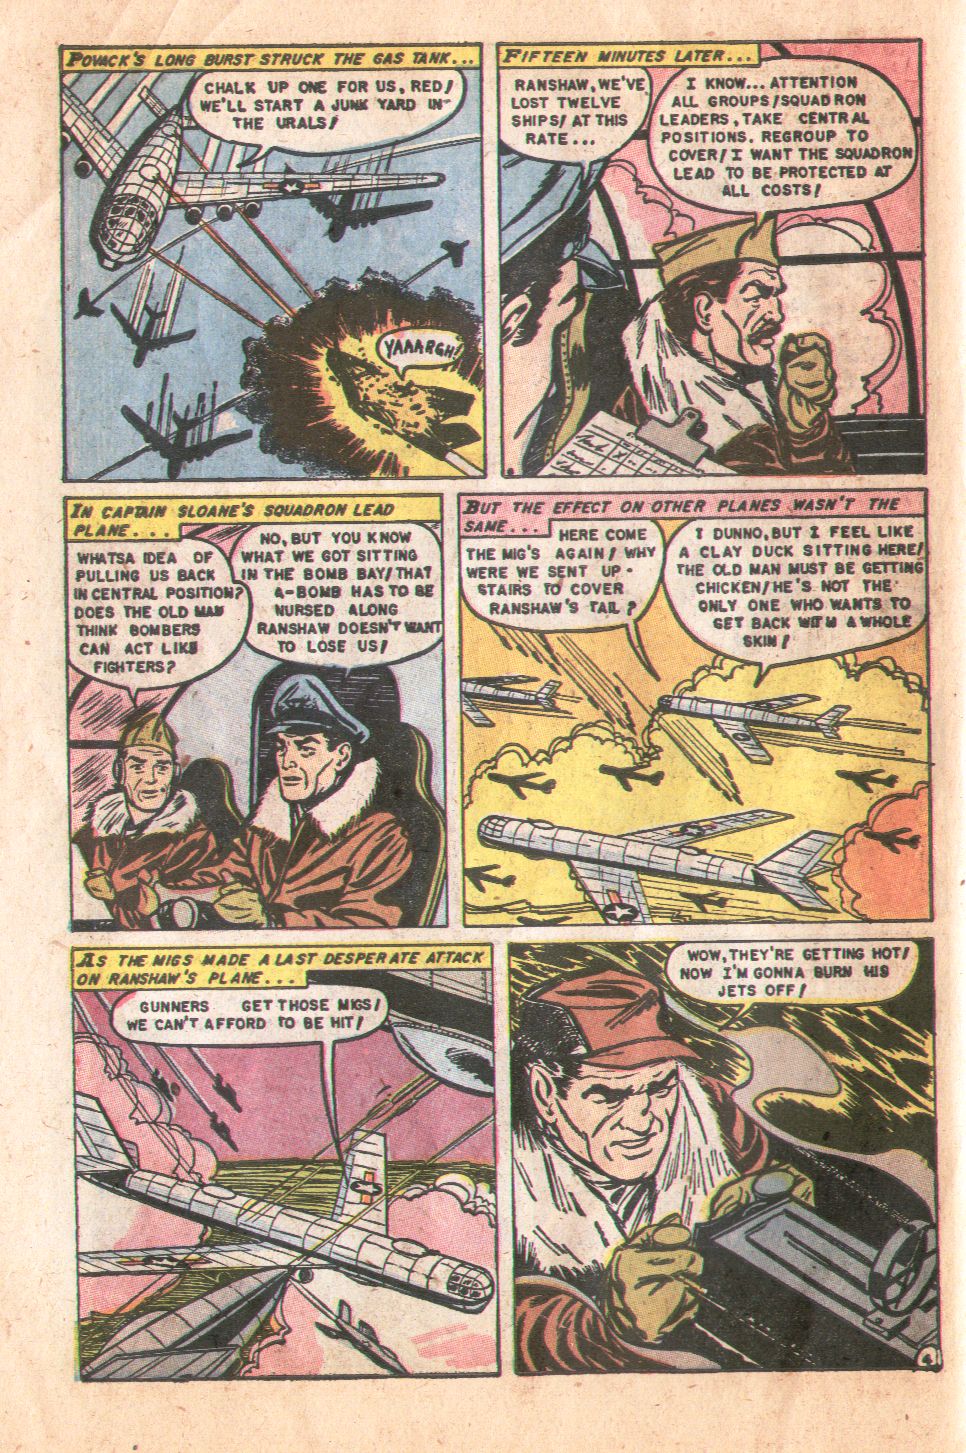 POVACK'S LONG BURST STRUCK THE GAS TANK...
CHALK UP ONE FOR US, RED!
WE'LL START A JUNK YARD IN-
THE URALS!
YAAARGH!
FIFTEEN MINUTES LATER...
RANSHAW, WE'VE
LOST TWELVE
SHIPS! AT THIS
RATE...
I KNOW... ATTENTION
ALL GROUPS! SQUADRON
LEADERS, TAKE CENTRAL
POSITIONS. REGROUP TO
COVER! I WANT THE SQUADRON
LEAD TO BE PROTECTED AT
ALL COSTS!
IN CAPTAIN SLOANE'S SQUADRON LEAD
PLANE...
WHATSA IDEA OF
PULLING US BACK
IN CENTRAL POSITION?
DOES THE OLD MAN
THINK BOMBERS
CAN ACT LIKE
FIGHTERS?
NO, BUT YOU KNOW
WHAT WE GOT SITTING
IN THE BOMB BAY! THAT
A-BOMB HAS TO BE
NURSED ALONG
RANSHAW DOESN'T WANT
TO LOSE US!
BUT THE EFFECT ON OTHER PLANES WASN'T THE
SAME...
HERE COME
THE MIG'S AGAIN! WHY
WERE WE SENT UP-
STAIRS TO COVER
RANSHAW'S TAIL?
I DUNNO, BUT I FEEL LIKE
A CLAY DUCK SITTING HERE!
THE OLD MAN MUST BE GETTING
CHICKEN! HE'S NOT THE
ONLY ONE WHO WANTS TO
GET BACK WITH A WHOLE
SKIN!
AS THE MIGS MADE A LAST DESPERATE ATTACK
ON RANSHAW'S PLANE...
GUNNERS GET THOSE MIGS!
WE CAN'T AFFORD TO BE HIT!
WOW, THEY'RE GETTING HOT!
NOW I'M GONNA BURN HIS
JETS OFF!
4